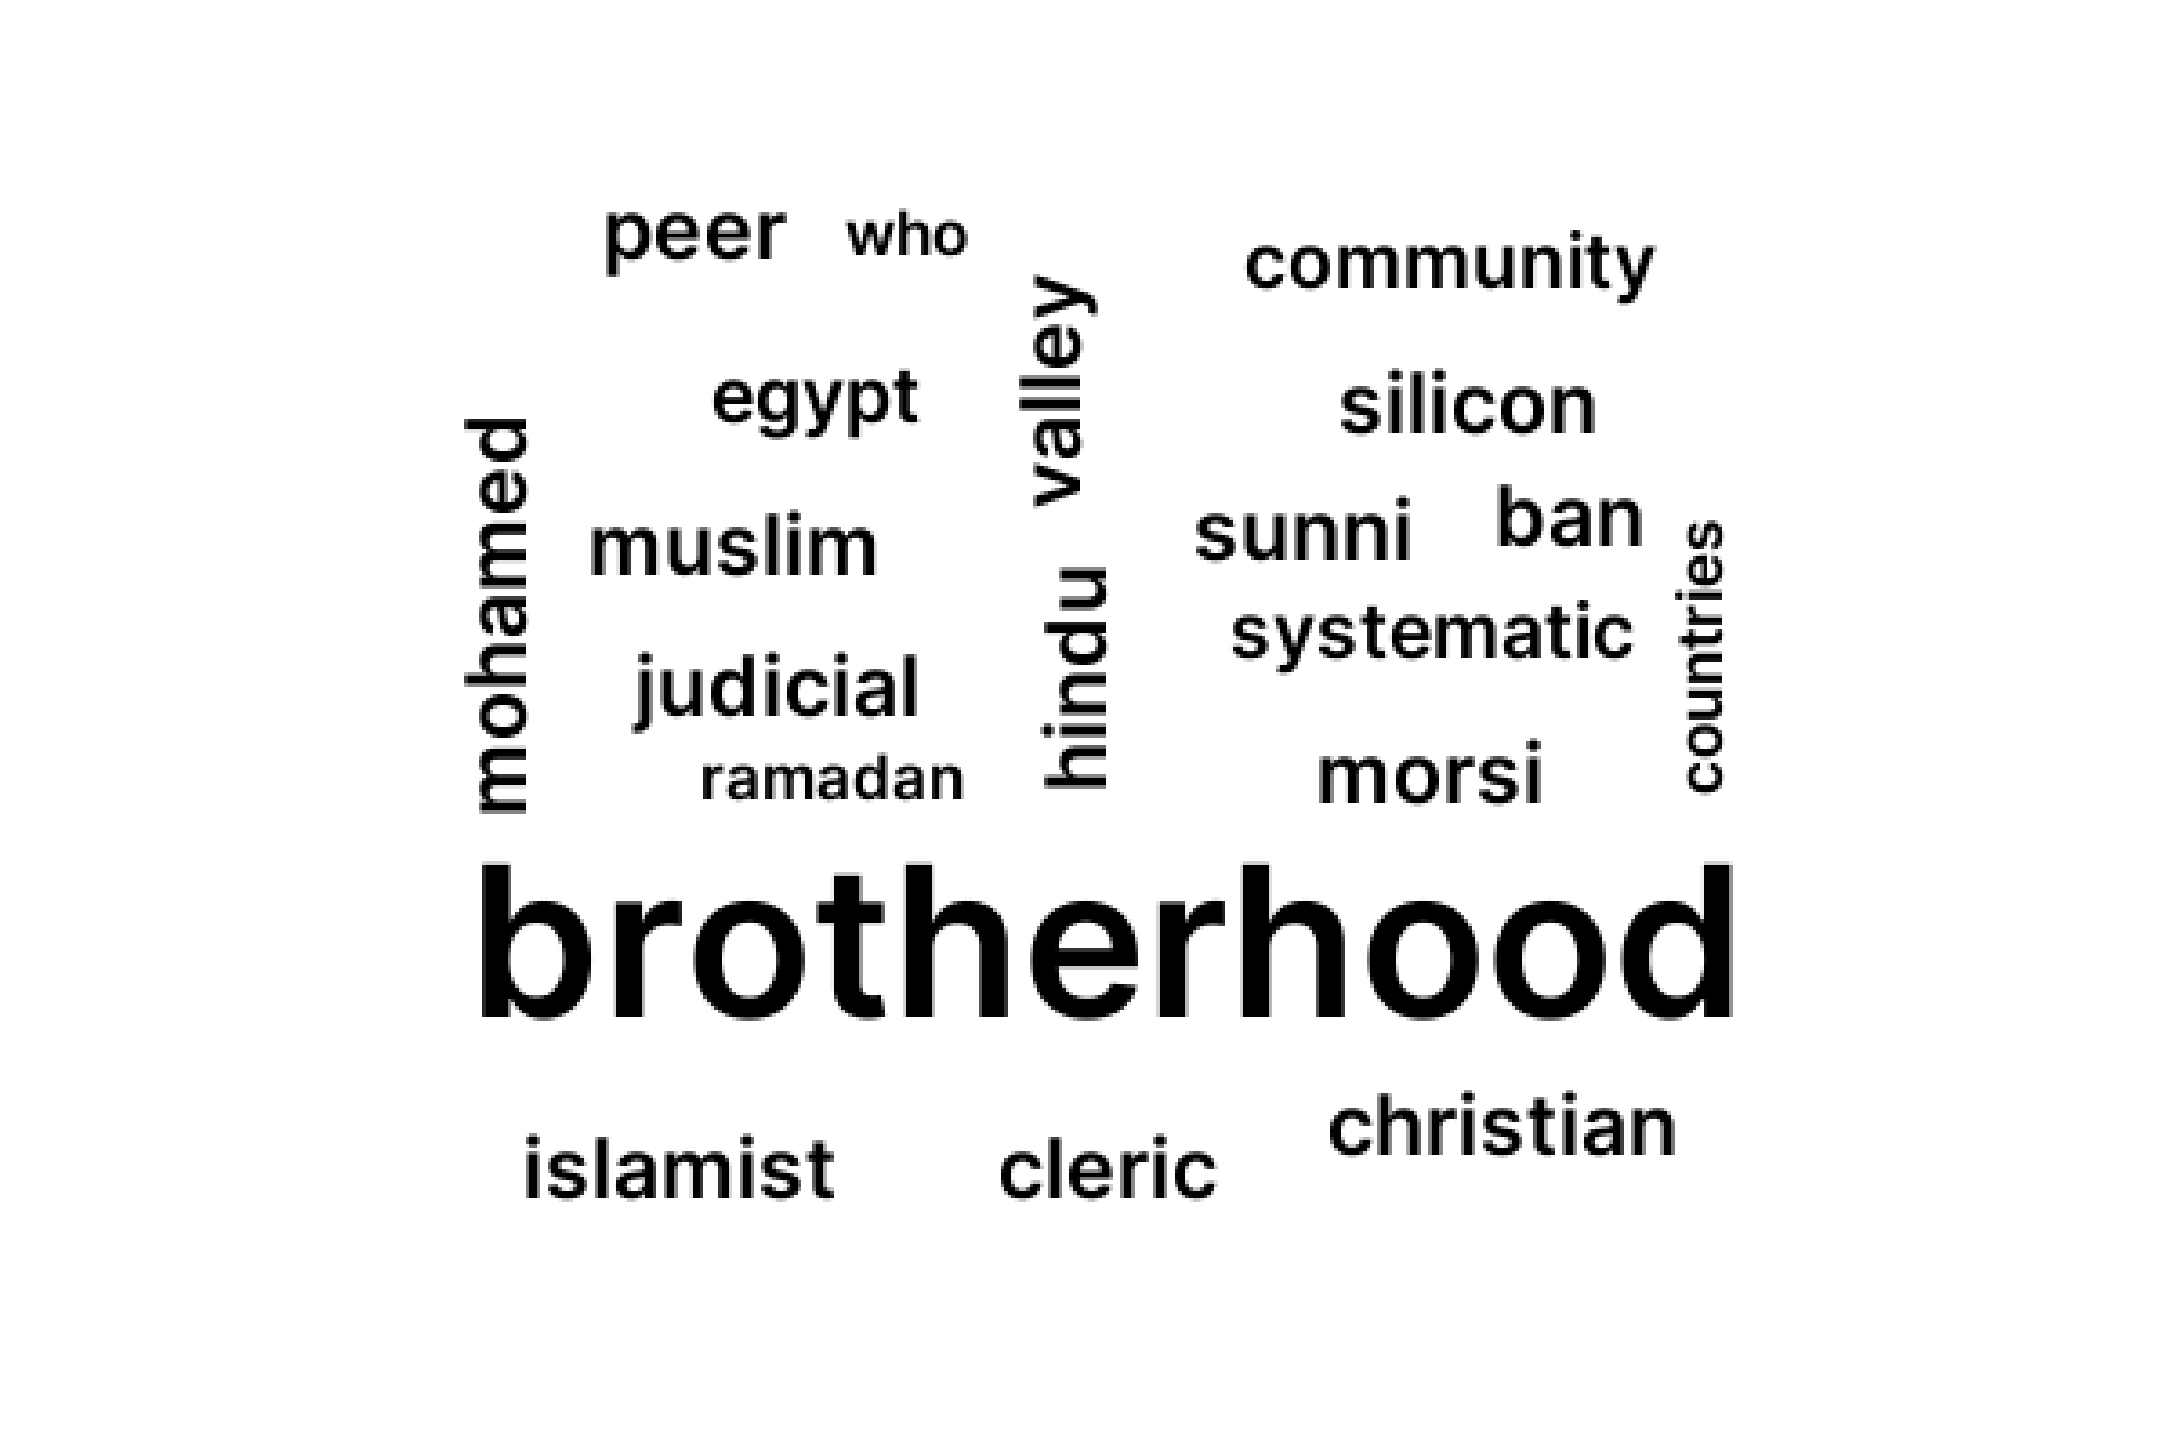 peer who
community
valley
egypt
silicon
mohamed
muslim
sunni ban
countries
hindu
systematic
judicial
ramadan
morsi
brotherhood
christian
islamist cleric